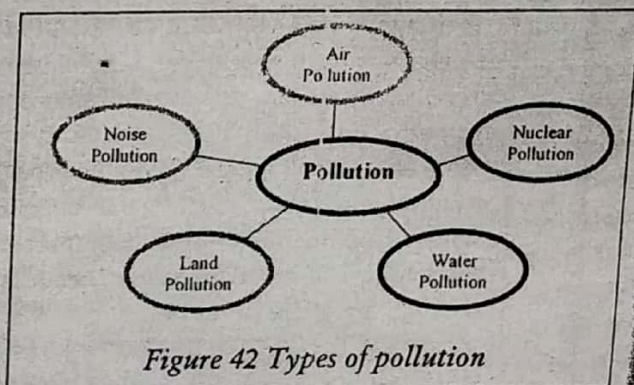 Air
Pollution
Noise
Pollution
Nuclear
Pollution
Pollution
Land
Pollution
Water
Pollution
Figure 42 Types of pollution